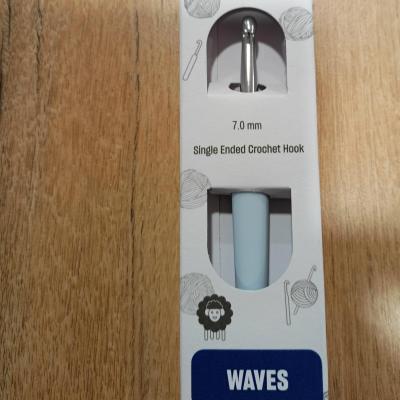 7.0 mm
Single Ended Crochet Hook
WAVES